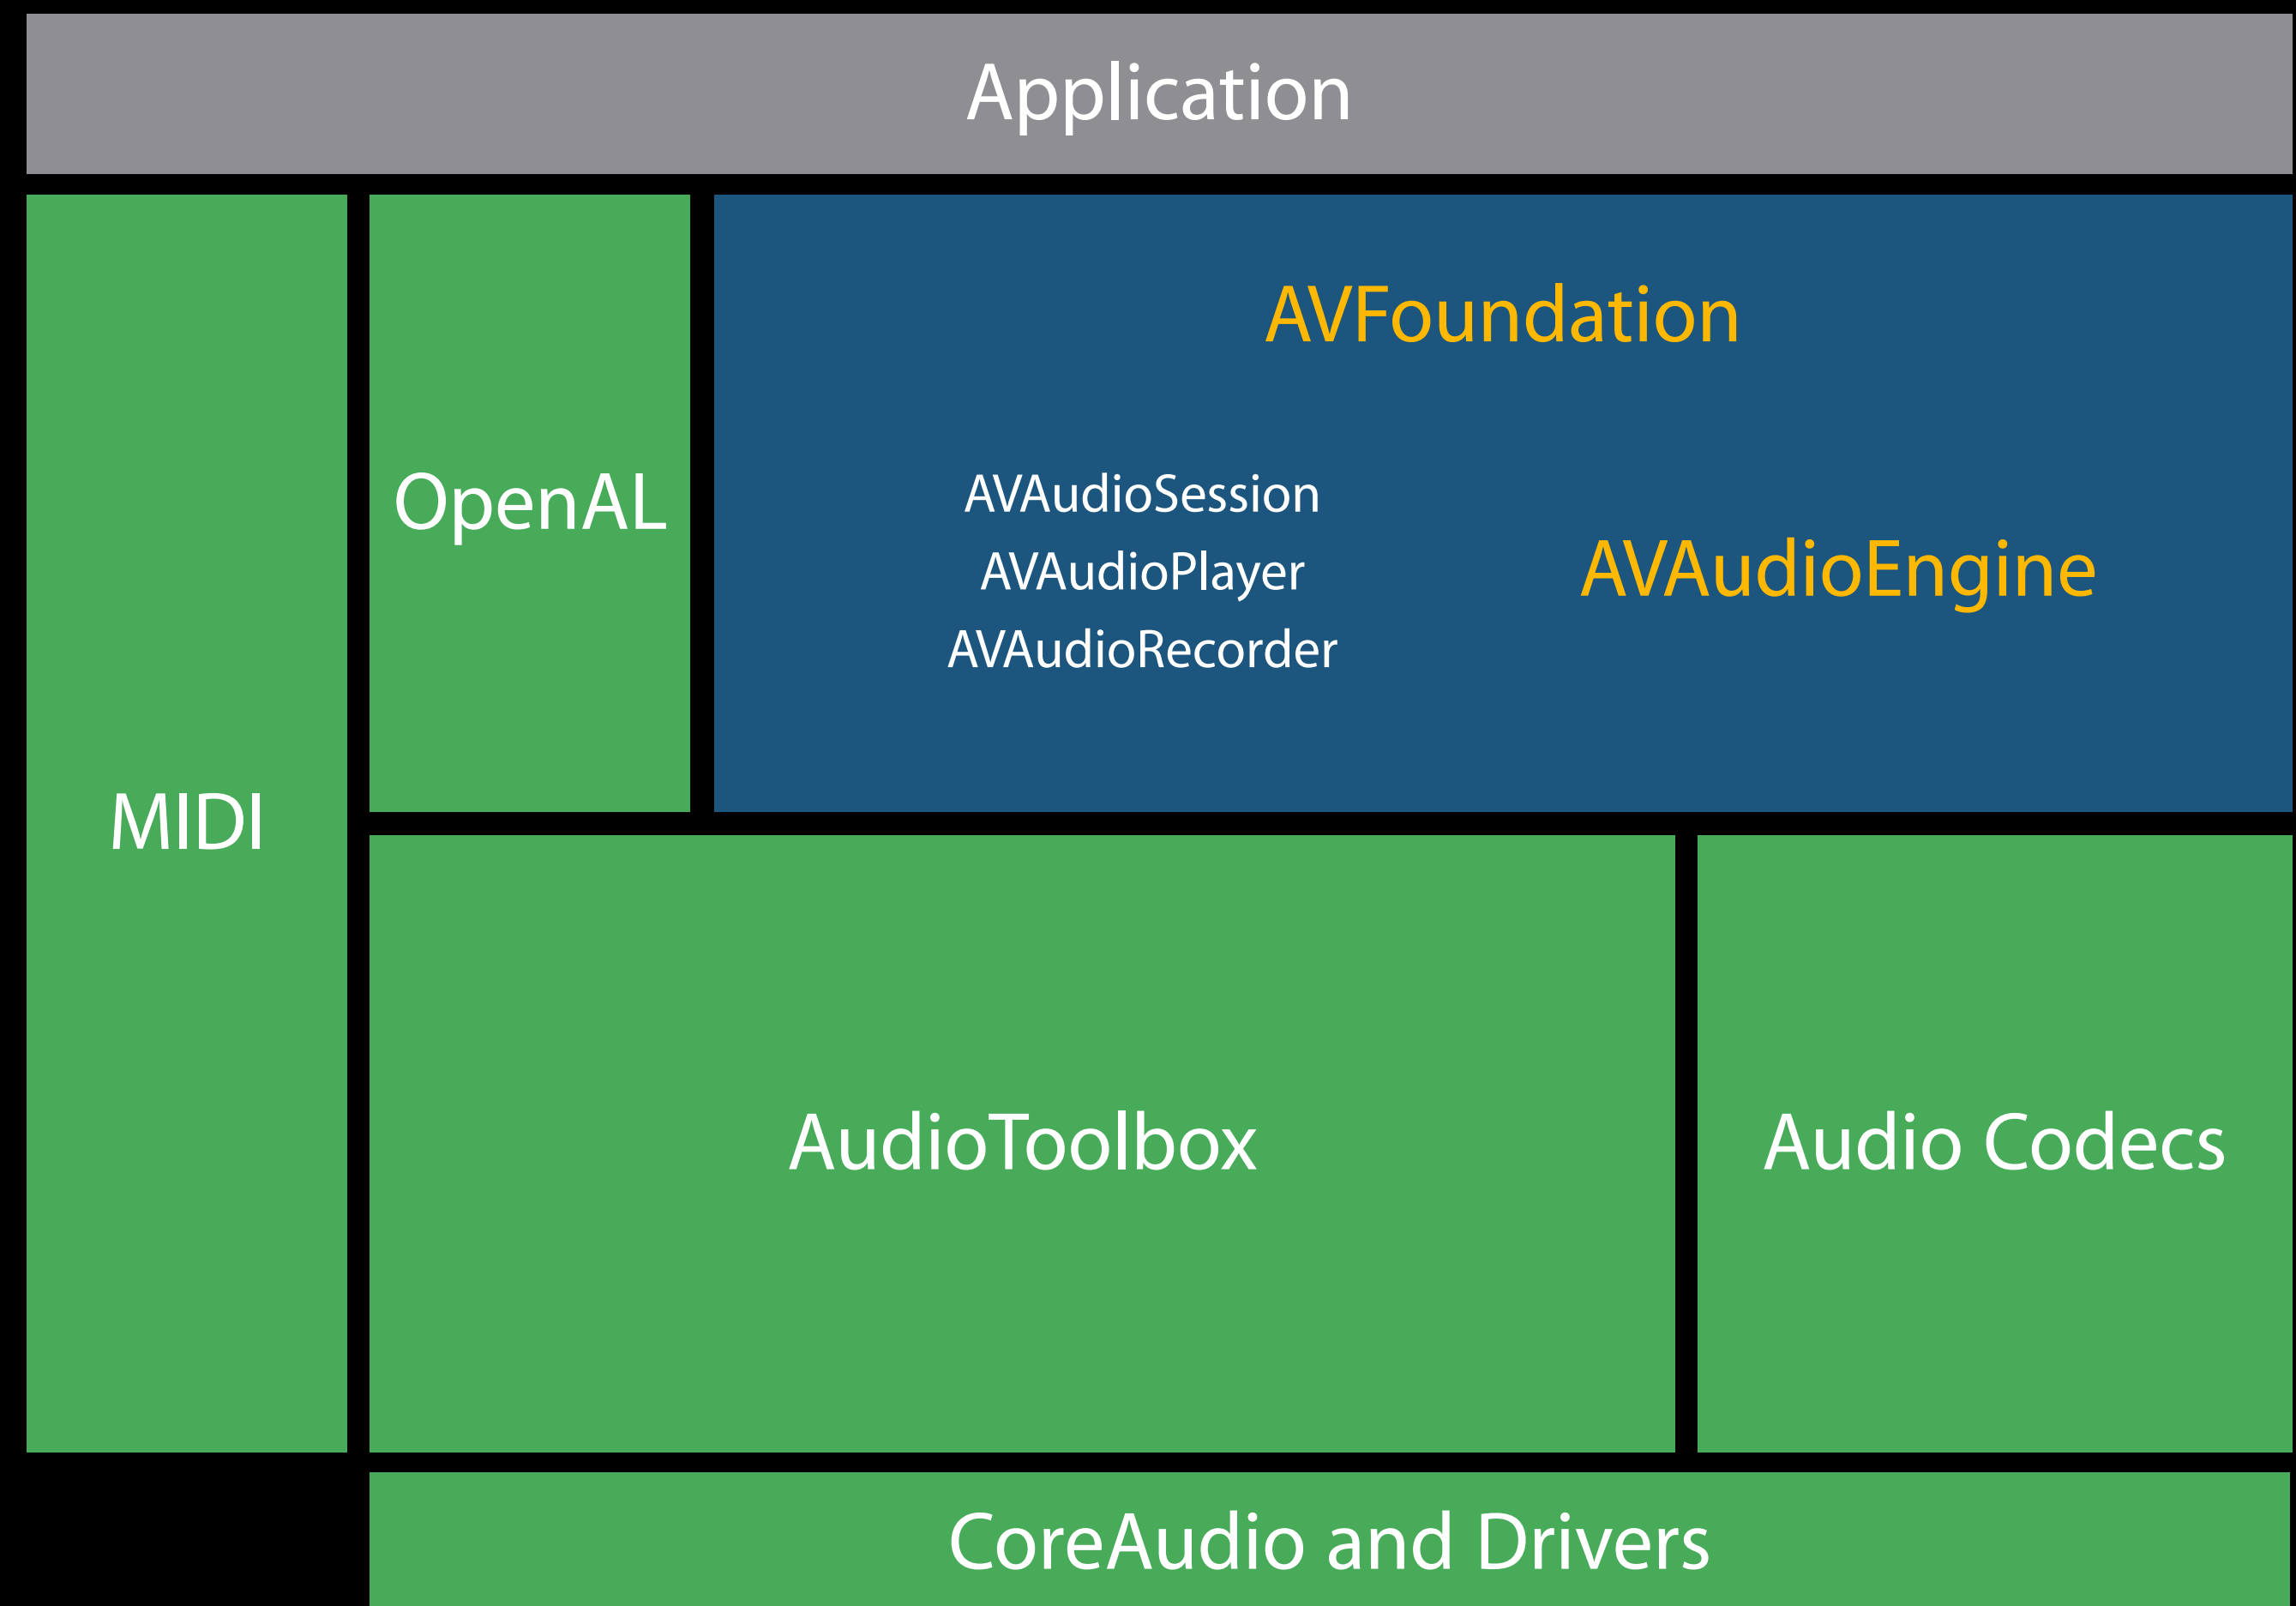 Application
MIDI
OpenAL
AVFoundation
AVAudioSession
AVAudioPlayer
AVAudioRecorder
AVAudioEngine
AudioToolbox
Audio Codecs
CoreAudio and Drivers